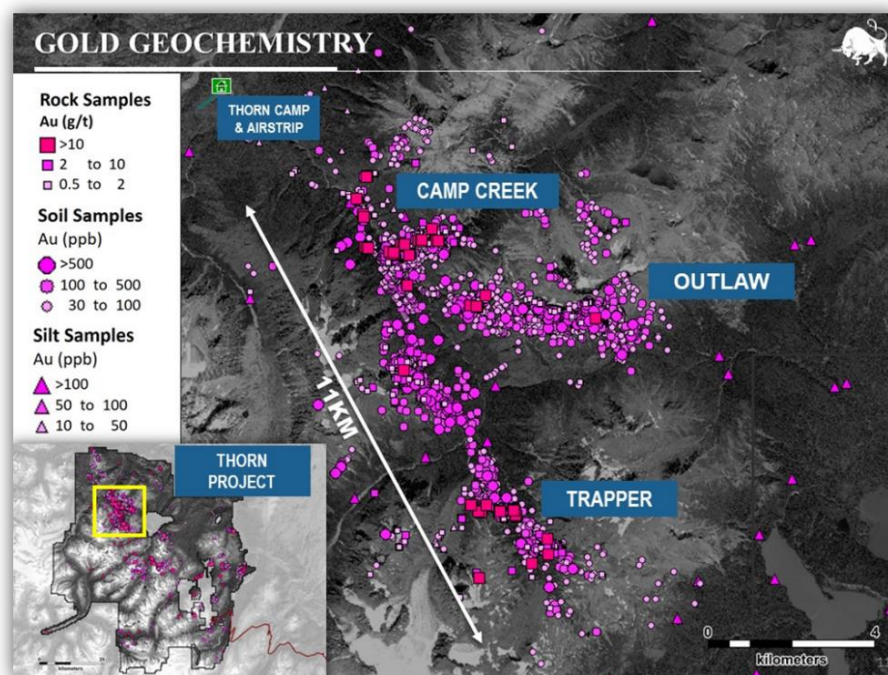 GOLD GEOCHEMISTRY
THORN CAMP
& AIRSTRIP
Rock Samples
Au (g/t)
>10
2 to 10
0.5 to 2
Soil Samples
Au (ppb)
>500
100 to 500
30 to 100
Silt Samples
Au (ppb)
>100
50 to 100
10 to 50
CAMP CREEK
OUTLAW
11KM
THORN
PROJECT
TRAPPER
0 4
kilometers